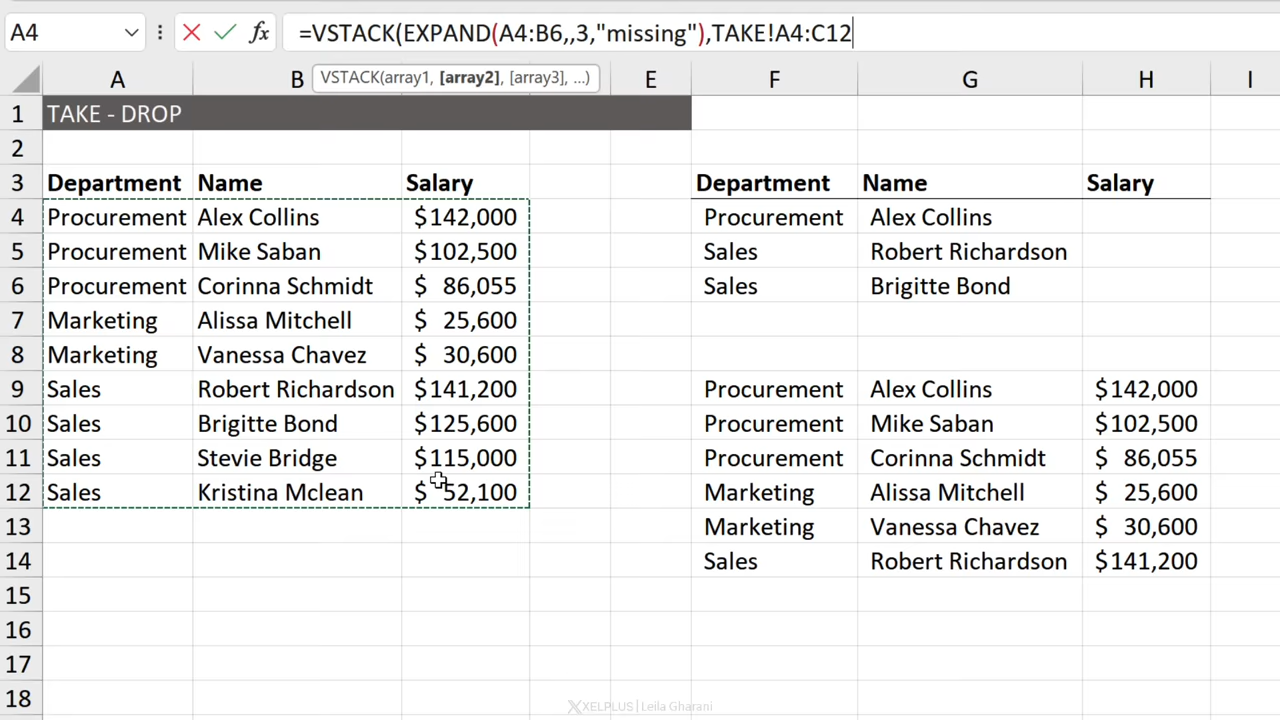 A4 =VSTACK(EXPAND(A4:B6,,3,"missing"),TAKE!A4:C12
VSTACK(array1, [array2], [array3], ...)
A B E F G H I
1 TAKE - DROP
2
3 Department Name Salary Department Name Salary
4 Procurement Alex Collins $142,000 Procurement Alex Collins
5 Procurement Mike Saban $102,500 Sales Robert Richardson
6 Procurement Corinna Schmidt $ 86,055 Sales Brigitte Bond
7 Marketing Alissa Mitchell $ 25,600
8 Marketing Vanessa Chavez $ 30,600
9 Sales Robert Richardson $141,200 Procurement Alex Collins $142,000
10 Sales Brigitte Bond $125,600 Procurement Mike Saban $102,500
11 Sales Stevie Bridge $115,000 Procurement Corinna Schmidt $ 86,055
12 Sales Kristina Mclean $ 52,100 Marketing Alissa Mitchell $ 25,600
13 Marketing Vanessa Chavez $ 30,600
14 Sales Robert Richardson $141,200
15
16
17
18
XELPLUS | Leila Gharani